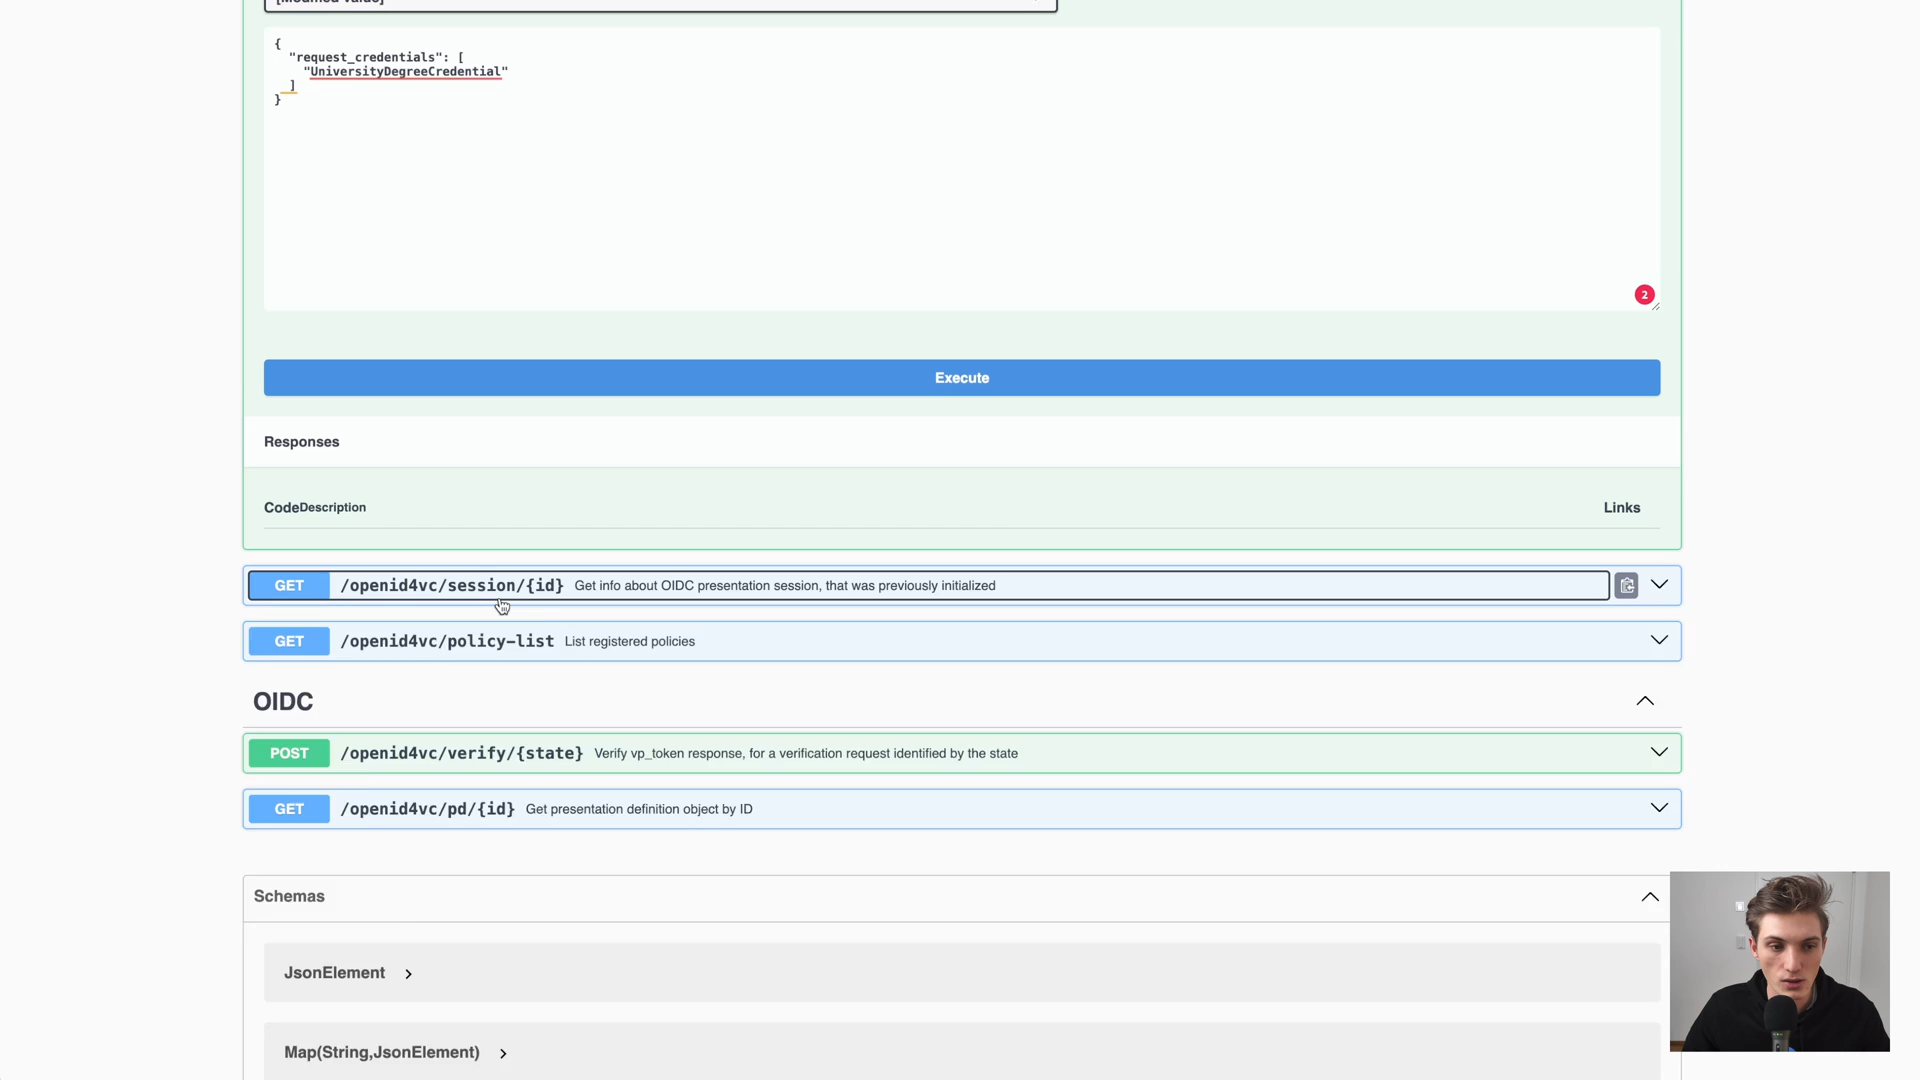 {
"request_credentials": [
"UniversityDegreeCredential"
]
}
2
Execute
Responses
Code Description Links
GET /openid4vc/session/{id} Get info about OIDC presentation session, that was previously initialized
GET /openid4vc/policy-list List registered policies
OIDC
POST /openid4vc/verify/{state} Verify vp_token response, for a verification request identified by the state
GET /openid4vc/pd/{id} Get presentation definition object by ID
Schemas
JsonElement
Map(String,JsonElement)